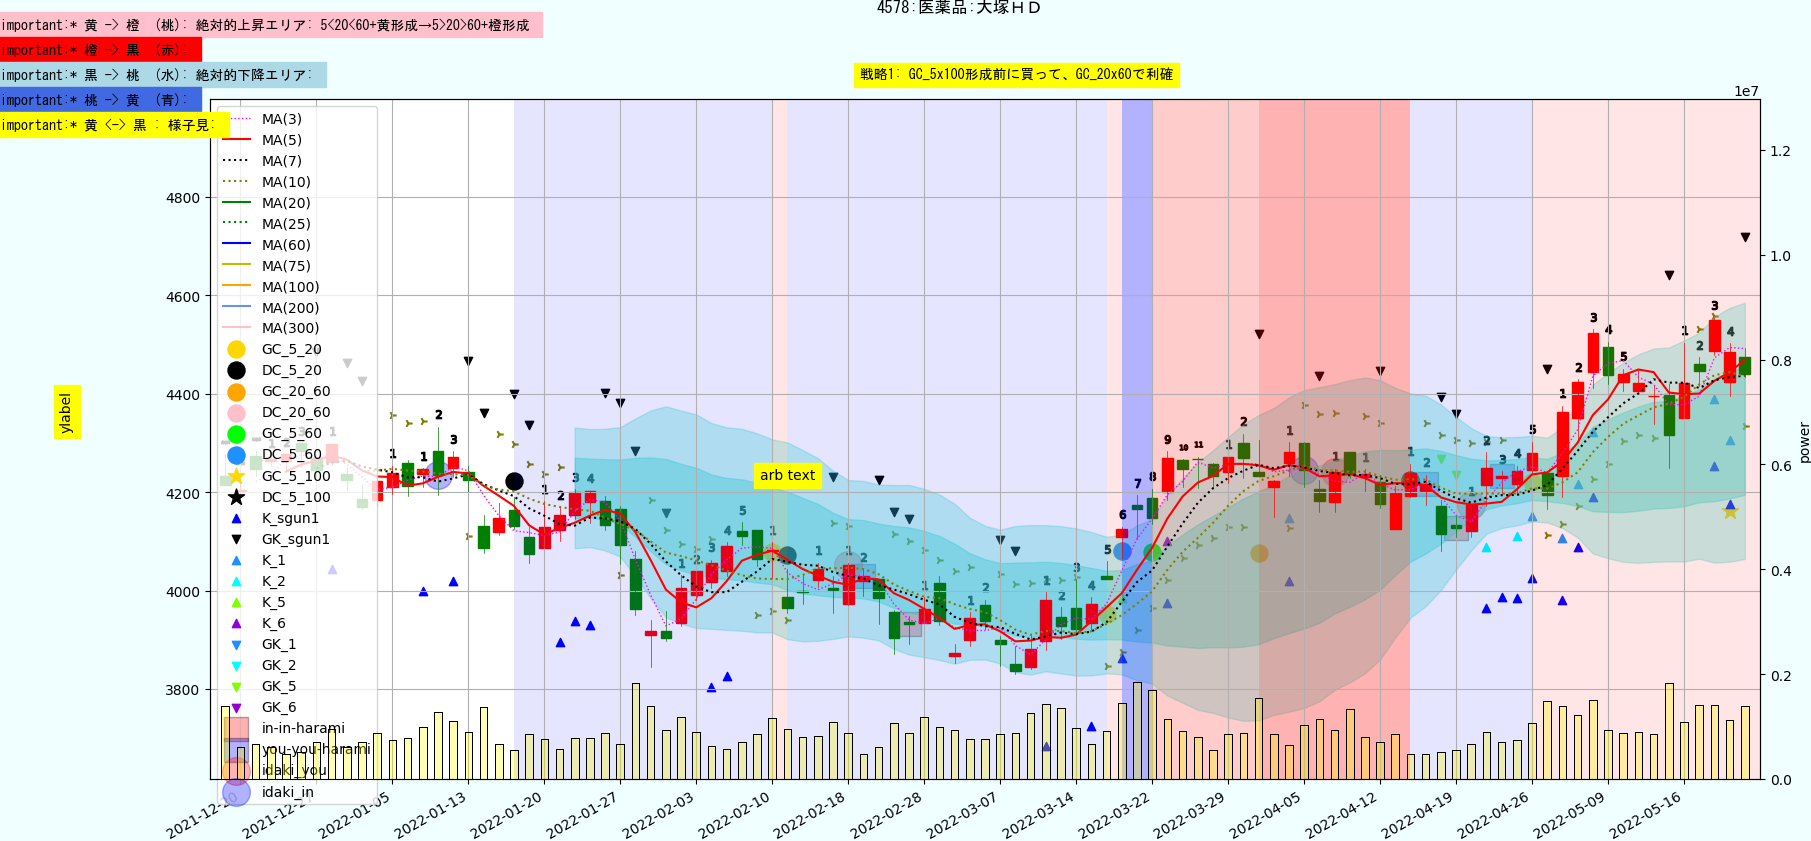 4578:医薬品:大塚ＨＤ
important:* 黄 -> 橙 (桃): 絶対的上昇エリア: 5<20<60+黄形成→5>20>60+橙形成
important:* 橙 -> 黒 (赤):
important:* 黒 -> 桃 (水): 絶対的下降エリア:
戦略1: GC_5x100形成前に買って、GC_20x60で利確
important:* 桃 -> 黄 (青):
1e7
important:* 黄 <-> 黒 : 様子見:
MA(3)
MA(5)
MA(7)
MA(10)
MA(20)
MA(25)
MA(60)
MA(75)
MA(100)
MA(200)
MA(300)
GC_5_20
DC_5_20
GC_20_60
DC_20_60
GC_5_60
DC_5_60
GC_5_100
DC_5_100
K_sgun1
GK_sgun1
K_1
K_2
K_5
K_6
GK_1
GK_2
GK_5
GK_6
in-in-harami
you-you-harami
idaki_you
idaki_in
ylabel
4800
4600
4400
4200
4000
3800
arb text
power
1.2
1.0
0.8
0.6
0.4
0.2
0.0
2022-01-05
2022-01-13
2022-01-20
2022-01-27
2022-02-03
2022-02-10
2022-02-18
2022-02-28
2022-03-07
2022-03-14
2022-03-22
2022-03-29
2022-04-05
2022-04-12
2022-04-19
2022-04-26
2022-05-09
2022-05-16